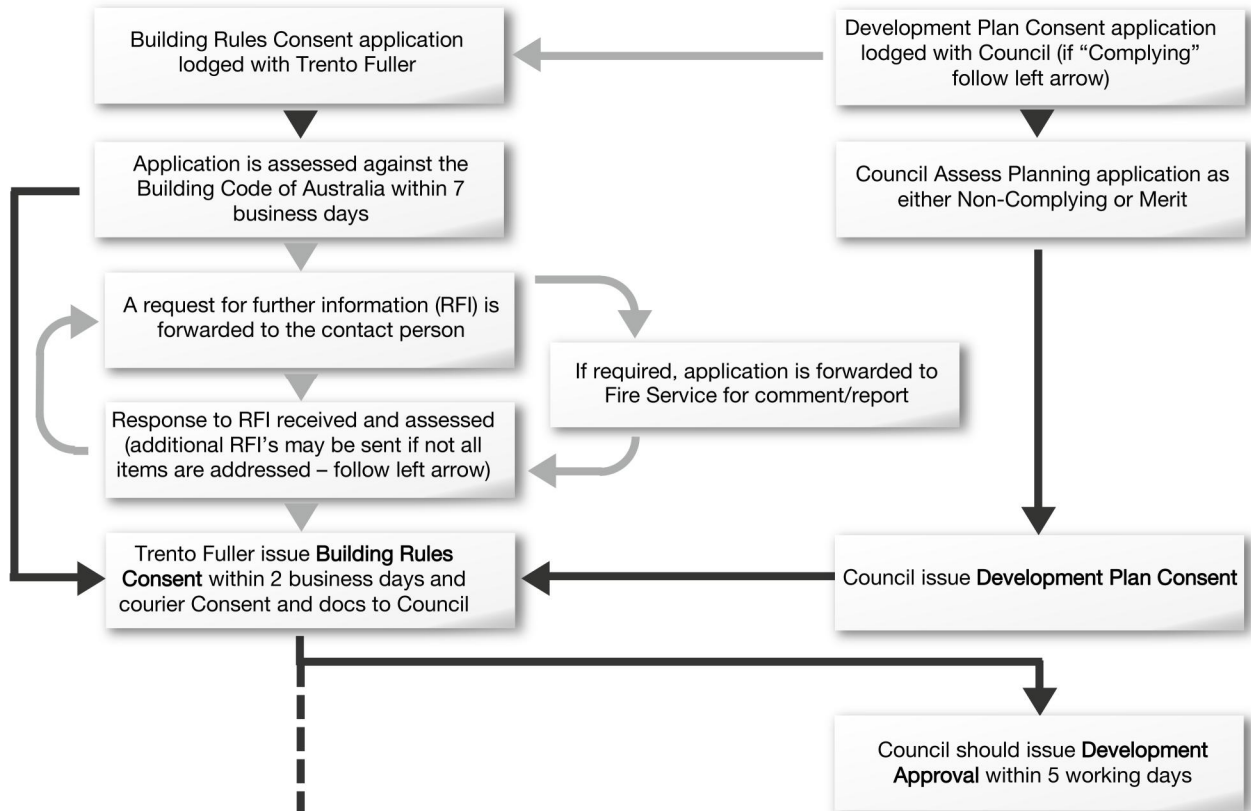 Building Rules Consent application
lodged with Trento Fuller
Development Plan Consent application
lodged with Council (if “Complying”
follow left arrow)
Application is assessed against the
Building Code of Australia within 7
business days
Council Assess Planning application as
either Non-Complying or Merit
A request for further information (RFI) is
forwarded to the contact person
If required, application is forwarded to
Fire Service for comment/report
Response to RFI received and assessed
(additional RFI’s may be sent if not all
items are addressed – follow left arrow)
Trento Fuller issue Building Rules
Consent within 2 business days and
courier Consent and docs to Council
Council issue Development Plan Consent
Council should issue Development
Approval within 5 working days